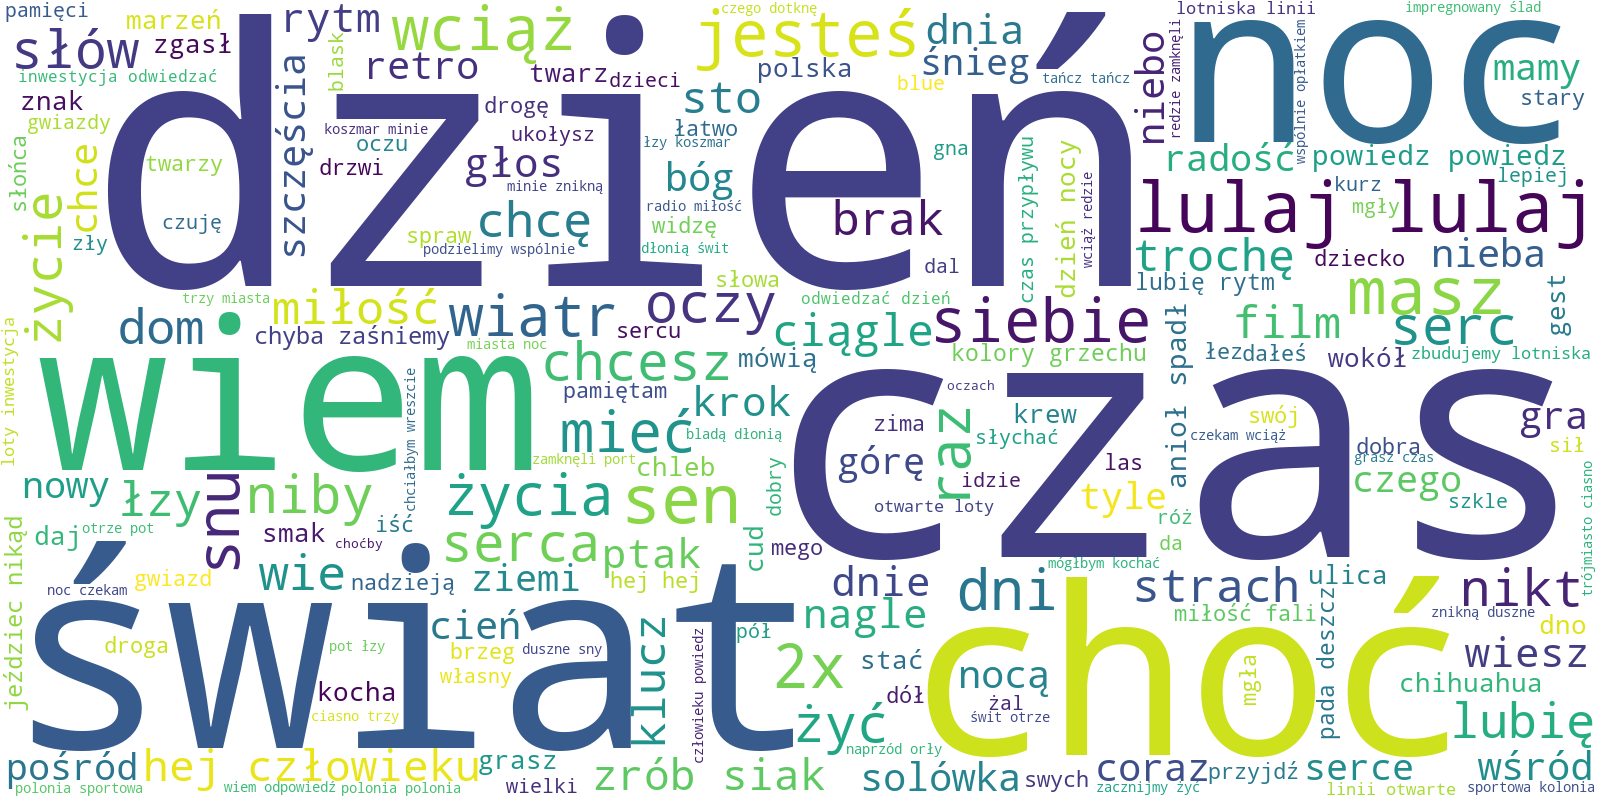 pamięci
marzeń
rytm
wciąż
czego dotknę
jesteś
dnia
lotniska linii
impregnowany ślad
słów
zgasł
blask
retro
twarz
dzieci
polska
śnieg
tańcz tańcz
niebo
redzie zamknęli
noc
wspólnie opłatkiem
mamy
stary
inwestycja odwiedzać
znak
gwiazdy
szczęścia
dzień
drogę
sto
blue
koszmar minie
oczu
ukołysz
łatwo
łzy koszmar
gna
słońca
chce
twarzy
drzwi
głos
minie znikną
bóg
radość
powiedz powiedz
lepiej
kurz
mgły
życie
zły
czuję
chcę
spraw
podzielimy wspólnie
radio miłość
widzę
dłonią świt
brak
dal
czas przypływu
dzień nocy
wciąż redzie
lulaj lulaj
trochę
dziecko
nieba
lubię rytm
trzy miasta
miłość
wiatr
oczy
słowa
odwiedzać dzień
masz
gest
dom
chyba zaśniemy
miasta noc
sercu
ciągle
siebie
film
serc
loty inwestycja
wiem
chciałbym wreszcie
chcesz
mówią
kolory grzechu
anioł spadł
łez
dałeś
wokół
zbudujemy lotniska
pamiętam
krok
oczach
czas
mieć
bladą dłonią
zima
raz
krew
słychać
swój
czekam wciąż
gra
dobra
sił
zamknęli port
chleb
górę
idzie
las
grasz czas
nowy
łzy
snu
niby
życia
sen
dobry
otwarte loty
tyle
czego
szkle
jeździec nikąd
daj
otrze pot
smak
choćby
iść
serca
ptak
cud
mego
róż
da
trójmiasto ciasno
świat
noc czekam
gwiazd
wie
nadzieją
ziemi
hej hej
dnie
dni
mógłbym kochać
strach
ulica
nikt
cień
nagle
choć
miłość fali
pada deszcz
znikną duszne
dno
droga
pot łzy
brzeg
duszne sny
klucz
człowieku powiedz
pół
2x
stać
nocą
mgła
wiesz
własny
kocha
ciasno trzy
dół
żal
świt otrze
chihuahua
żyć
lubię
naprzód orły
pośród
hej człowieku
grasz
zrób siak
solówka
swych
coraz
przyjdź
serce
wśród
polonia sportowa
wiem odpowiedź
polonia polonia
wielki
zacznijmy żyć
linii otwarte
sportowa kolonia